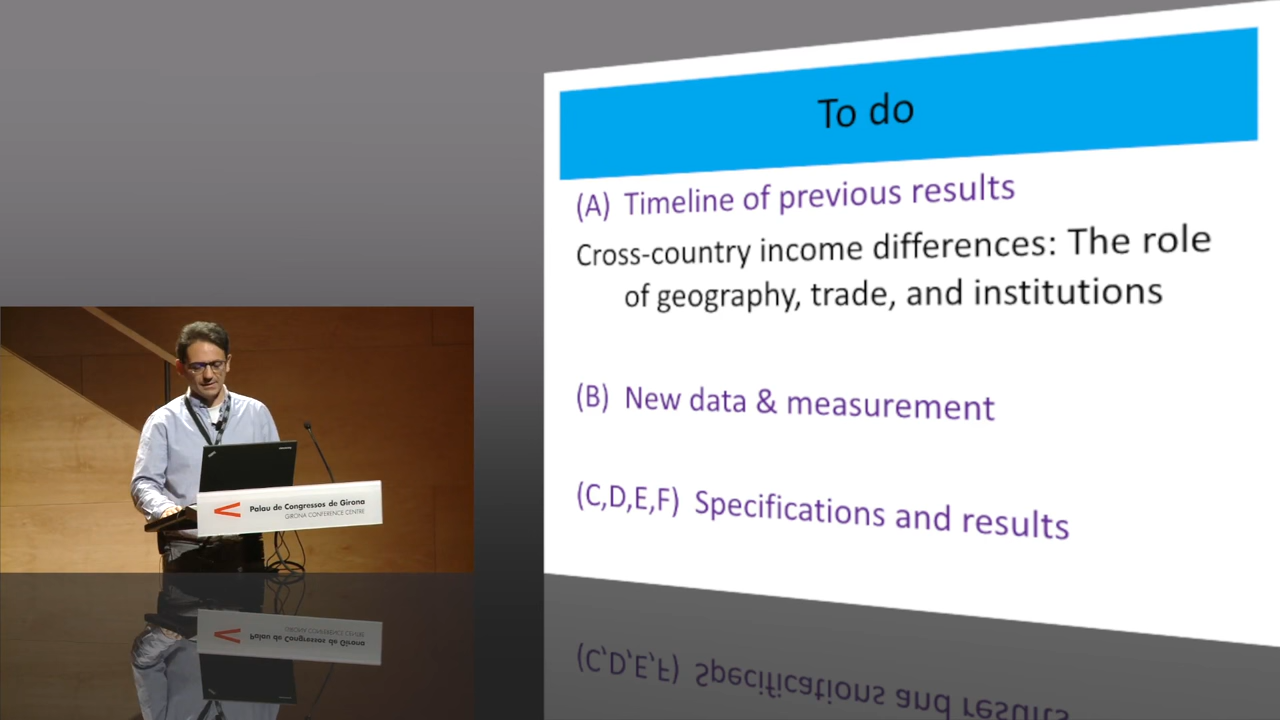 To do
(A) Timeline of previous results
Cross-country income differences: The role
of geography, trade, and institutions
(B) New data & measurement
(C,D,E,F) Specifications and results
Palau de Congressos de Girona
GIRONA CONFERENCE CENTRE